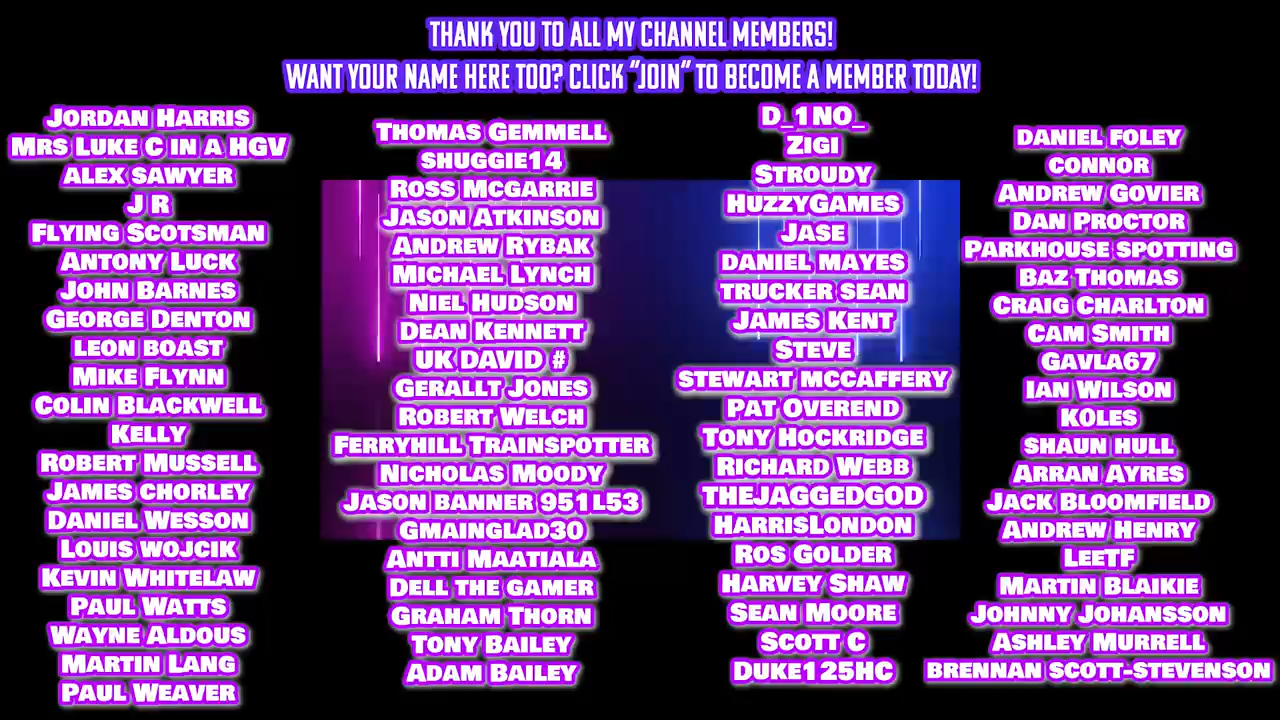 THANK YOU TO ALL MY CHANNEL MEMBERS!
WANT YOUR NAME HERE TOO? CLICK "JOIN" TO BECOME A MEMBER TODAY!
Jordan Harris
Mrs Luke C in a HGV
alex sawyer
J R
Flying Scotsman
Antony Luck
John Barnes
George Denton
leon boast
Mike Flynn
Colin Blackwell
Kelly
Robert Mussell
James chorley
Daniel Wesson
Louis wojcik
Kevin Whitelaw
Paul Watts
Wayne Aldous
Martin Lang
Paul Weaver
Thomas Gemmell
shuggie14
Ross McGarrie
Jason Atkinson
Andrew Rybak
Michael Lynch
Niel Hudson
Dean Kennett
UK DAVID #
Gerallt Jones
Robert Welch
Ferryhill Trainspotter
Nicholas Moody
Jason banner 951L53
Gmainglad30
Antti Maatiala
Dell the gamer
Graham Thorn
Tony Bailey
Adam Bailey
D_1NO_
Zigi
Stroudy
HuzzyGames
Jase
daniel mayes
trucker sean
James Kent
Steve
stewart mccaffery
Pat Overend
Tony Hockridge
Richard Webb
THEJAGGEDGOD
HarrisLondon
Ros Golder
Harvey Shaw
Sean Moore
Scott C
Duke125HC
daniel foley
connor
Andrew Govier
Dan Proctor
Parkhouse spotting
Baz Thomas
Craig Charlton
Cam Smith
gavla67
Ian Wilson
K0les
shaun hull
Arran Ayres
Jack Bloomfield
Andrew Henry
LeeTF
Martin Blaikie
Johnny Johansson
Ashley Murrell
brennan scott-stevenson